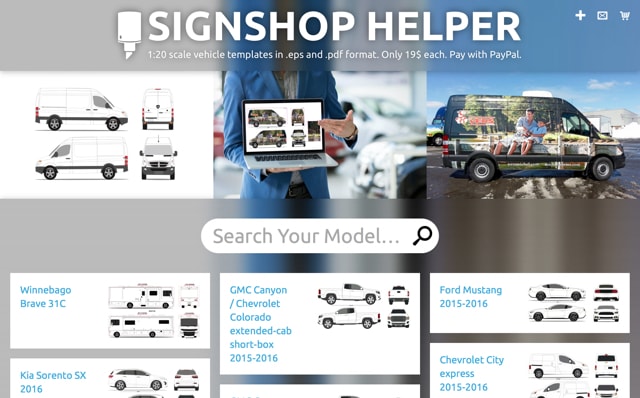 SIGNSHOP HELPER
1:20 scale vehicle templates in .eps and .pdf format. Only 19$ each. Pay with PayPal.
Search Your Model...
Winnebago
Brave 31C
GMC Canyon
/ Chevrolet
Colorado
extended-cab
short-box
2015-2016
Ford Mustang
2015-2016
Kia Sorento SX
2016
Chevrolet City
express
2015-2016